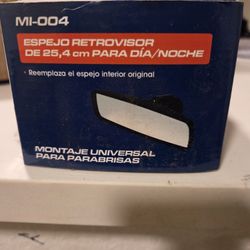 MI-004
ESPEJO RETROVISOR
DE 25,4 cm PARA DÍA/NOCHE
• Reemplaza el espejo interior original
MONTAJE UNIVERSAL
PARA PARABRISAS